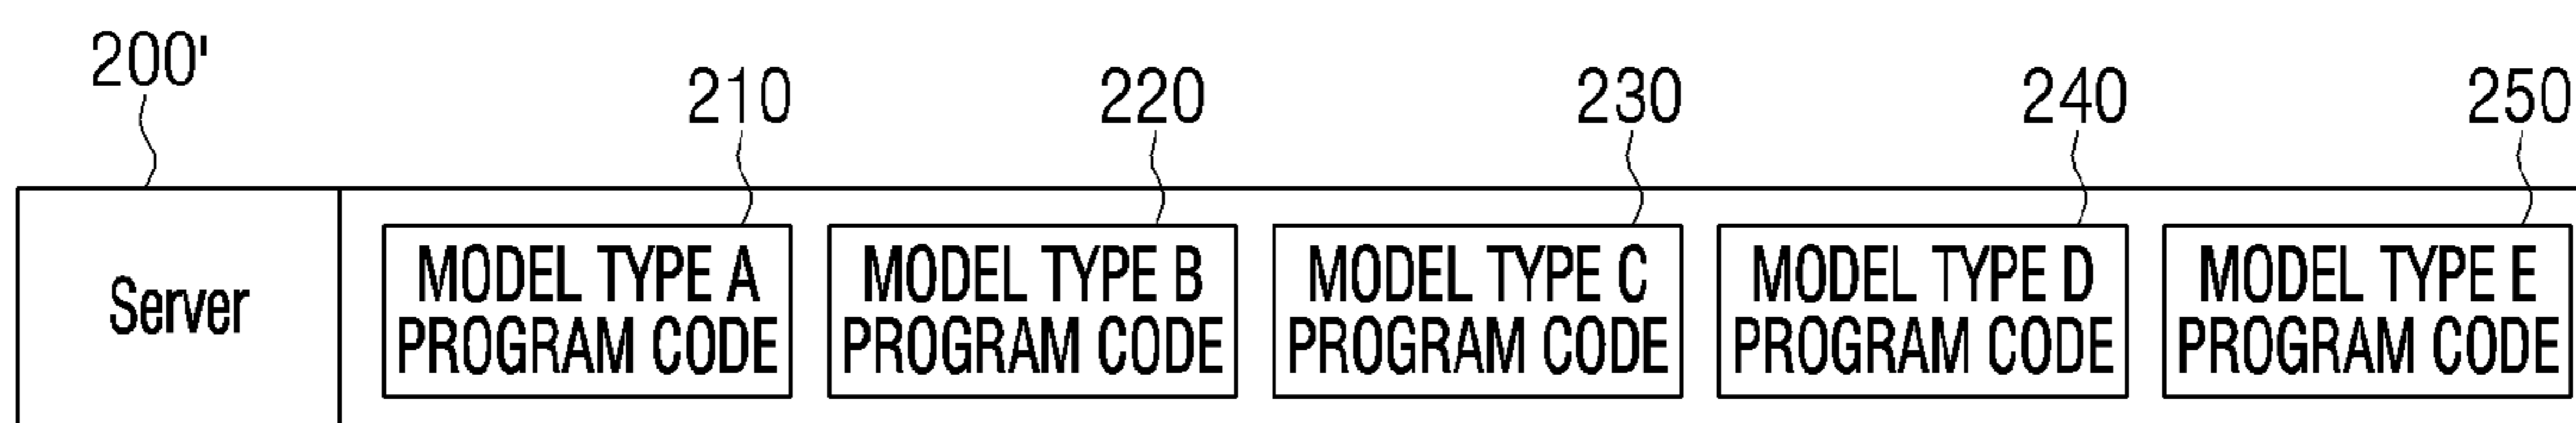 200'
210 220 230 240 250
Server
MODEL TYPE A
PROGRAM CODE
MODEL TYPE B
PROGRAM CODE
MODEL TYPE C
PROGRAM CODE
MODEL TYPE D
PROGRAM CODE
MODEL TYPE E
PROGRAM CODE